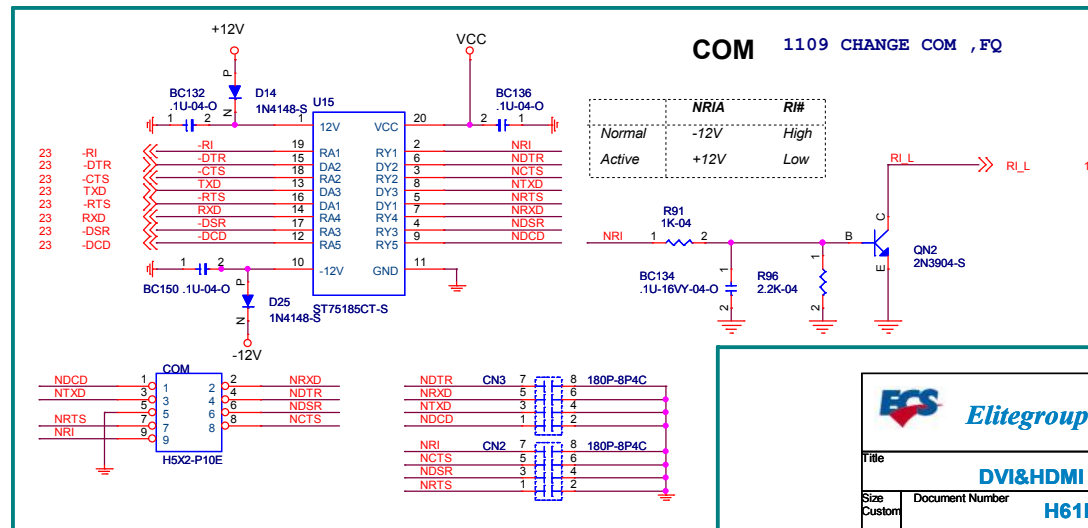 COM 1109 CHANGE COM ,FQ
+12V
VCC
P
N
D14
1N4148-S
BC132
.1U-04-O
1 2
U15
BC136
.1U-04-O
2 1
1 12V VCC 20
23 -RI -RI 19 RA1 RY1 2 NRI
23 -DTR -DTR 15 DA2 DY2 6 NDTR
23 -CTS -CTS 18 RA2 RY2 3 NCTS
23 TXD TXD 13 DA3 DY3 8 NTXD
23 -RTS -RTS 16 DA1 DY1 5 NRTS
23 RXD RXD 14 RA4 RY4 7 NRXD
23 -DSR -DSR 17 RA3 RY3 4 NDSR
23 -DCD -DCD 12 RA5 RY5 9 NDCD
10 -12V GND 11
1 2
BC150 .1U-04-O
P
N
D25
1N4148-S
-12V
ST75185CT-S
NRIA RI#
Normal -12V High
Active +12V Low
RI_L
RI_L 1
NRI
R91
1K-04
1 2
BC134
.1U-16VY-04-O
1
2
R96
2.2K-04
1
2
B
C
E
QN2
2N3904-S
COM
NDCD 1 1 2 2 NRXD
NTXD 3 3 4 4 NDTR
5 5 6 6 NDSR
NRTS 7 7 8 8 NCTS
NRI 9 9
H5X2-P10E
NDTR CN3 7 8 180P-8P4C
NRXD 5 6
NTXD 3 4
NDCD 1 2
NRI CN2 7 8 180P-8P4C
NCTS 5 6
NDSR 3 4
NRTS 1 2
ECS Elitegroup
Title
DVI&HDMI
Size
Custom
Document Number